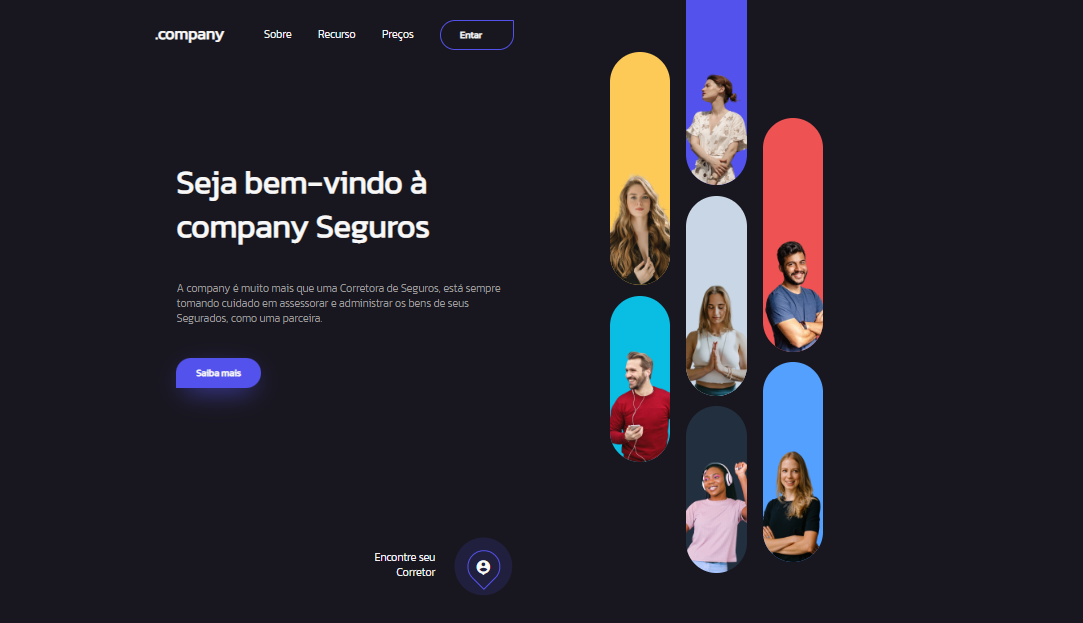 .company Sobre Recurso Preços Entrar
Seja bem-vindo à
company Seguros
A company é muito mais que uma Corretora de Seguros, está sempre
tomando cuidado em assessorar e administrar os bens de seus
Segurados, como uma parceira.
Saiba mais
Encontre seu
Corretor